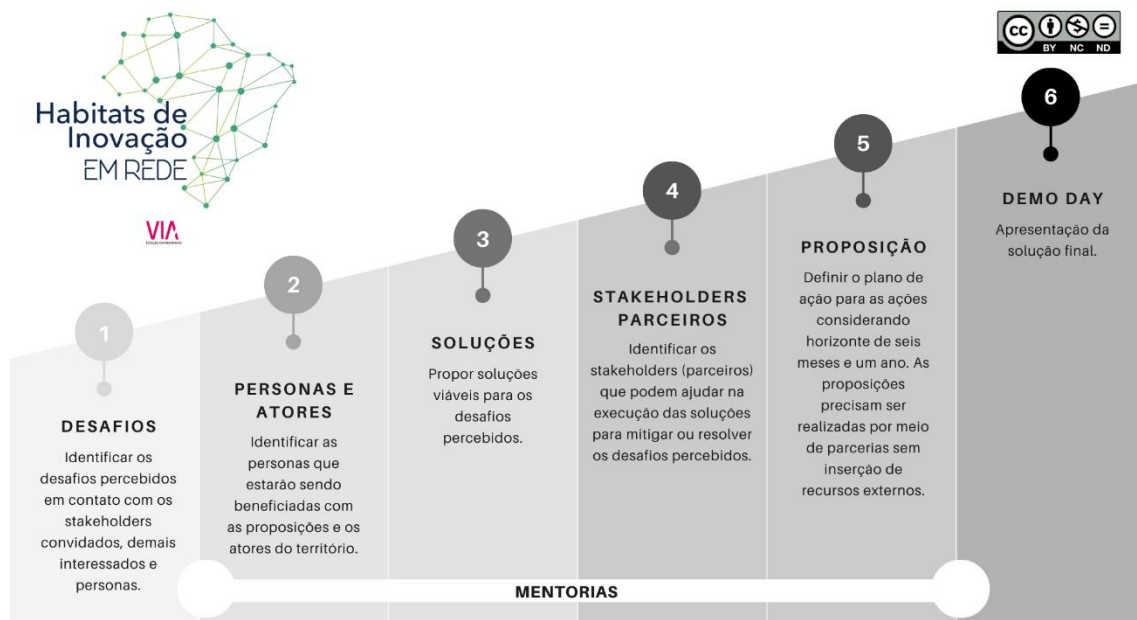 Habitats de
Inovação
EM REDE
VIA
cc
BY NC ND
1
DESAFIOS
Identificar os
desafios percebidos
em contato com os
stakeholders
convidados, demais
interessados e
personas.
2
PERSONAS E
ATORES
Identificar as
personas que
estarão sendo
beneficiadas com
as proposições e os
atores do território.
3
SOLUÇÕES
Propor soluções
viáveis para os
desafios
percebidos.
4
STAKEHOLDERS
PARCEIROS
Identificar os
stakeholders (parceiros)
que podem ajudar na
execução das soluções
para mitigar ou resolver
os desafios percebidos.
5
PROPOSIÇÃO
Definir o plano de
ação para as ações
considerando
horizonte de seis
meses e um ano. As
proposições
precisam ser
realizadas por meio
de parcerias sem
inserção de
recursos externos.
6
DEMO DAY
Apresentação da
solução final.
MENTORIAS